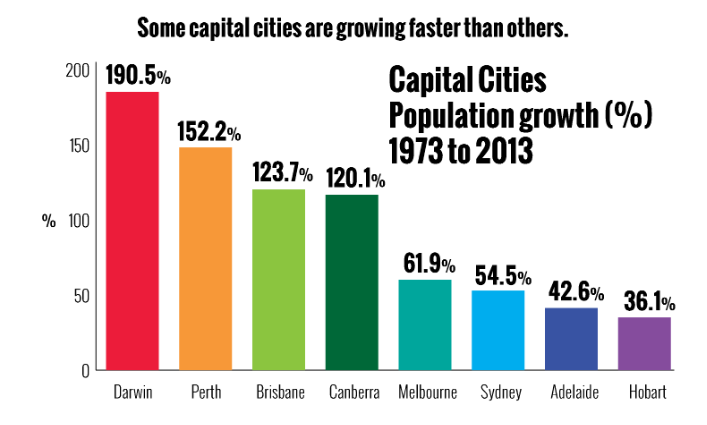 Some capital cities are growing faster than others.
Capital Cities
Population growth (%)
1973 to 2013
%
200
150
100
50
0
190.5%
152.2%
123.7%
120.1%
61.9%
54.5%
42.6%
36.1%
Darwin
Perth
Brisbane
Canberra
Melbourne
Sydney
Adelaide
Hobart